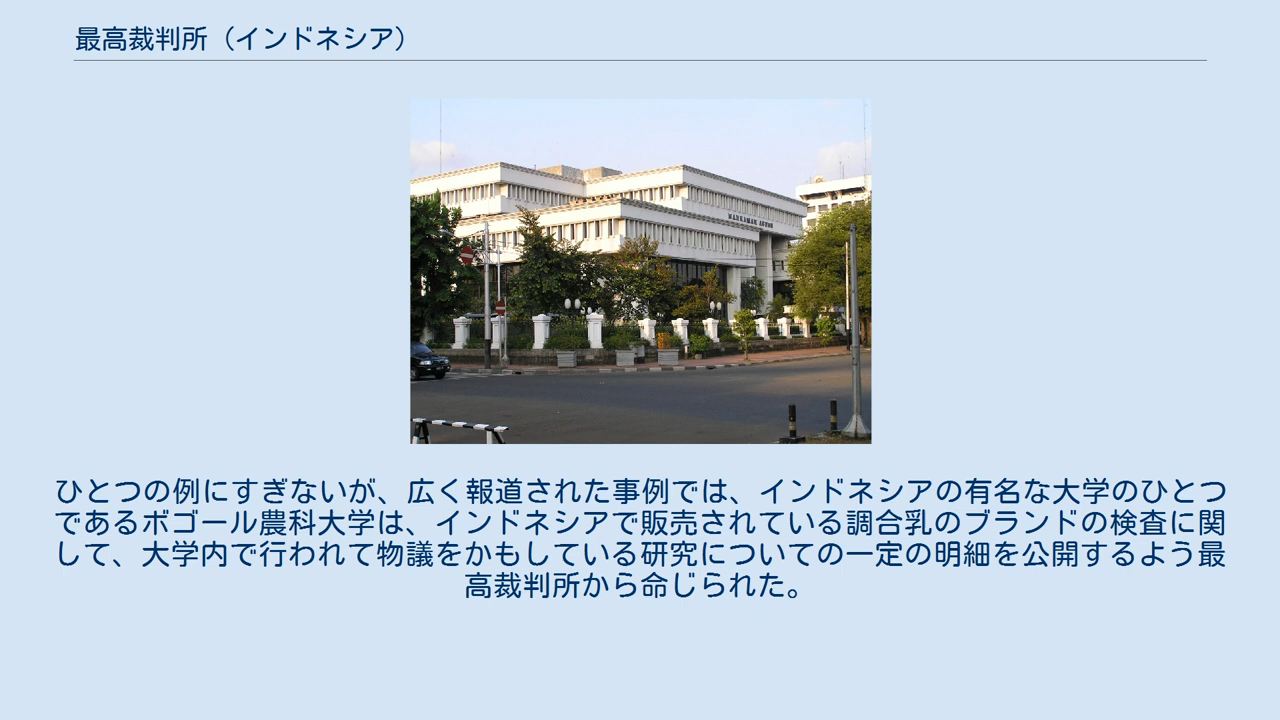 最高裁判所（インドネシア）
MAHKAMAH AGUNG
ひとつの例にすぎないが、広く報道された事例では、インドネシアの有名な大学のひとつ
であるボゴール農科大学は、インドネシアで販売されている調合乳のブランドの検査に関
して、大学内で行われて物議をかもしている研究についての一定の明細を公開するよう最
高裁判所から命じられた。